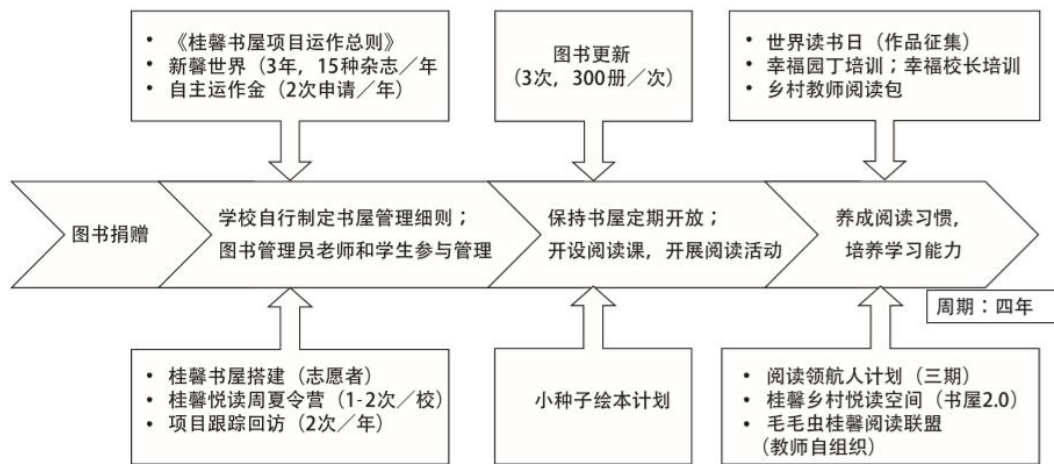 • 《桂馨书屋项目运作总则》
• 新馨世界（3年，15种杂志／年
• 自主运作金（2次申请／年）
图书更新
（3次，300册／次）
• 世界读书日（作品征集）
• 幸福园丁培训；幸福校长培训
• 乡村教师阅读包
图书捐赠
学校自行制定书屋管理细则；
图书管理员老师和学生参与管理
保持书屋定期开放；
开设阅读课，开展阅读活动
养成阅读习惯，
培养学习能力
周期：四年
• 桂馨书屋搭建（志愿者）
• 桂馨悦读周夏令营（1-2次／校）
• 项目跟踪回访（2次／年）
小种子绘本计划
• 阅读领航人计划（三期）
• 桂馨乡村悦读空间（书屋2.0）
• 毛毛虫桂馨阅读联盟
（教师自组织）